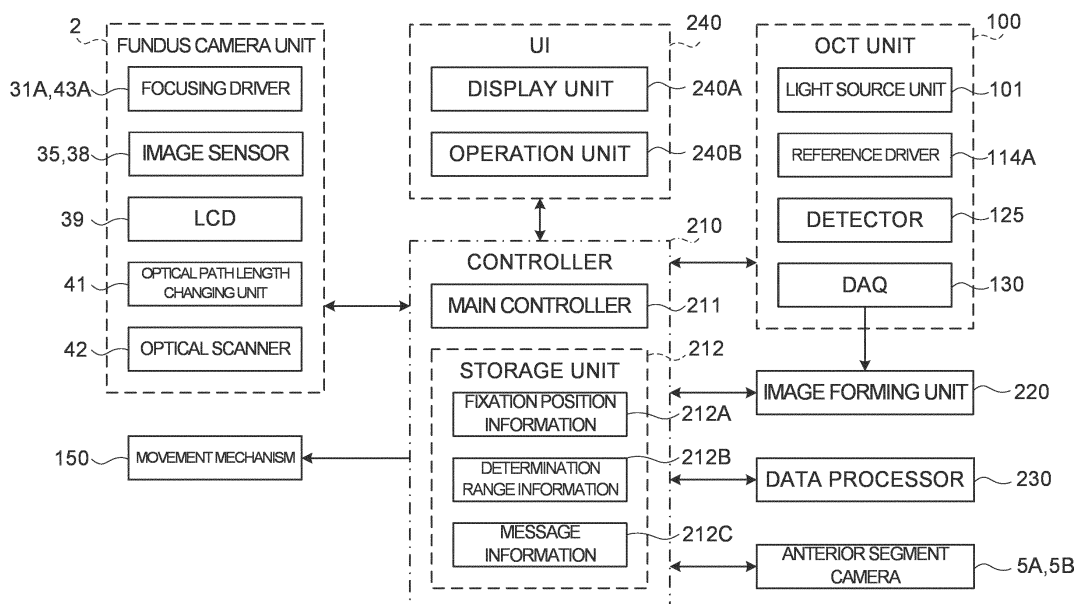 2
FUNDUS CAMERA UNIT
31A,43A
FOCUSING DRIVER
35,38
IMAGE SENSOR
39
LCD
41
OPTICAL PATH LENGTH
CHANGING UNIT
42
OPTICAL SCANNER
150
MOVEMENT MECHANISM
240
UI
DISPLAY UNIT
240A
OPERATION UNIT
240B
210
CONTROLLER
MAIN CONTROLLER
211
212
STORAGE UNIT
FIXATION POSITION
INFORMATION
212A
DETERMINATION
RANGE INFORMATION
212B
MESSAGE
INFORMATION
212C
100
OCT UNIT
LIGHT SOURCE UNIT
101
REFERENCE DRIVER
114A
DETECTOR
125
DAQ
130
IMAGE FORMING UNIT
220
DATA PROCESSOR
230
ANTERIOR SEGMENT
CAMERA
5A,5B